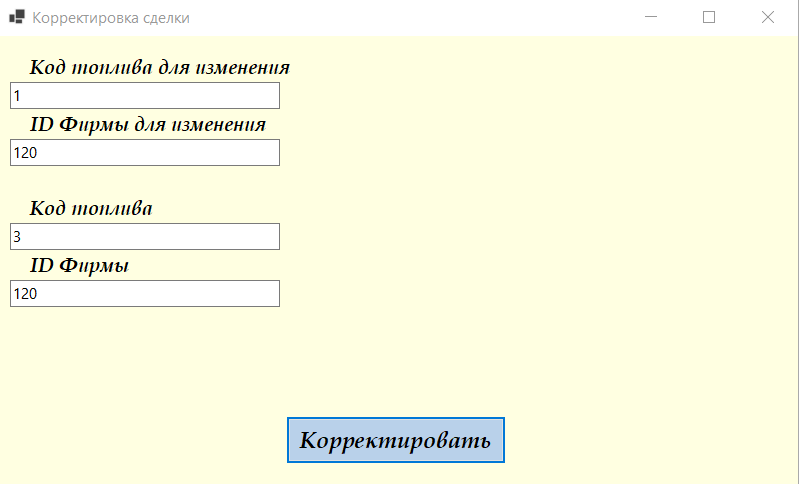 Корректировка сделки
Код топлива для изменения
1
ID Фирмы для изменения
120
Код топлива
3
ID Фирмы
120
Корректировать